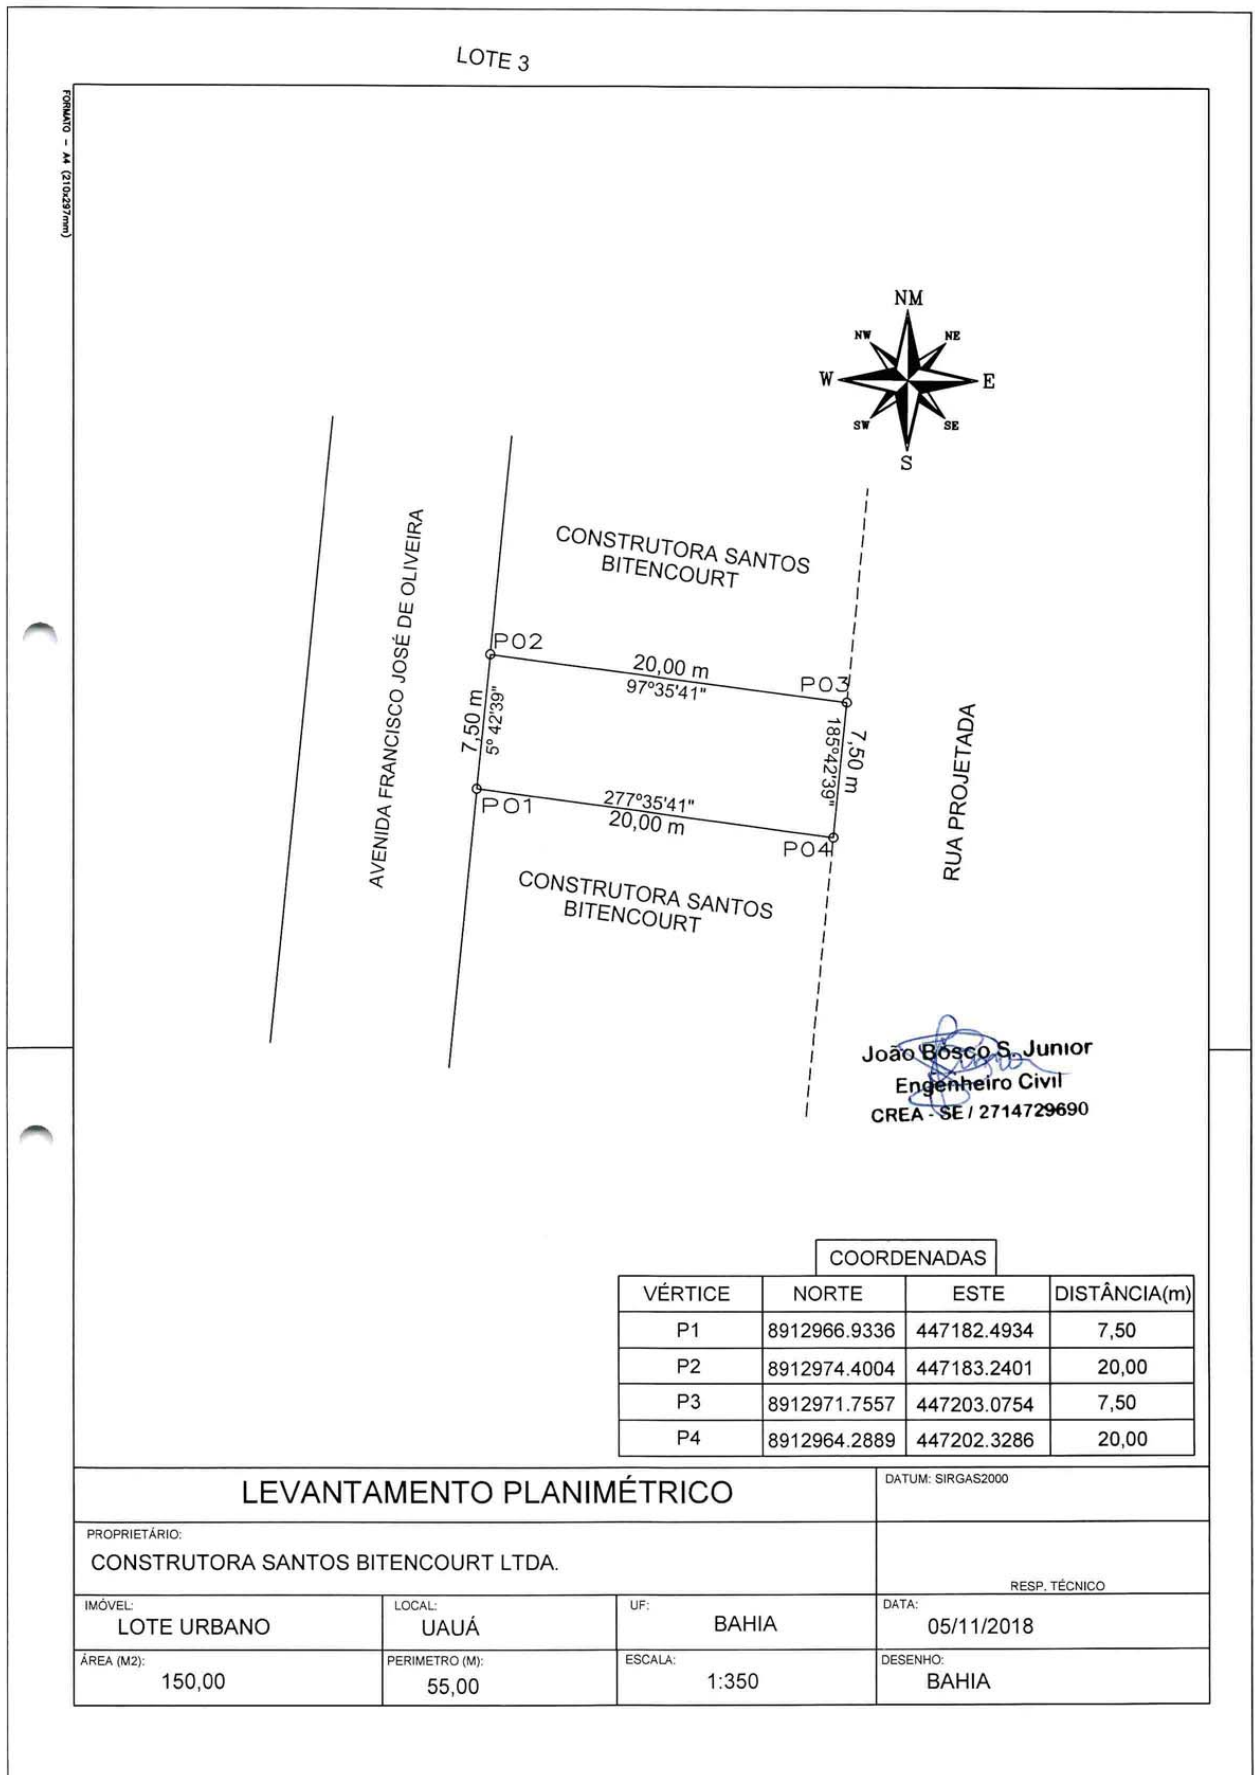 LOTE 3
FORMATO - A4 (210x297mm)
NM
NW
NE
W
E
SW
SE
S
AVENIDA FRANCISCO JOSÉ DE OLIVEIRA
CONSTRUTORA SANTOS
BITENCOURT
P02
20,00 m
97°35'41"
P03
7,50 m
5° 42'39"
185°42'39"
7,50 m
P01
277°35'41"
20,00 m
P04
RUA PROJETADA
CONSTRUTORA SANTOS
BITENCOURT
João Bosco S. Junior
Engenheiro Civil
CREA - SE / 2714729690
COORDENADAS
VÉRTICE NORTE ESTE DISTÂNCIA(m)
P1 8912966.9336 447182.4934 7,50
P2 8912974.4004 447183.2401 20,00
P3 8912971.7557 447203.0754 7,50
P4 8912964.2889 447202.3286 20,00
LEVANTAMENTO PLANIMÉTRICO
DATUM: SIRGAS2000
PROPRIETÁRIO:
CONSTRUTORA SANTOS BITENCOURT LTDA.
RESP. TÉCNICO
IMÓVEL: LOCAL: UF: DATA:
LOTE URBANO UAUÁ BAHIA 05/11/2018
ÁREA (M2): PERIMETRO (M): ESCALA: DESENHO:
150,00 55,00 1:350 BAHIA